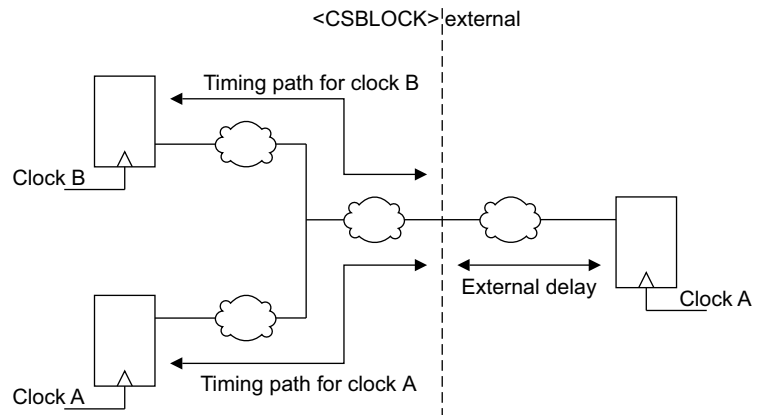 <CSBLOCK> external
Timing path for clock B
Clock B
External delay
Clock A
Timing path for clock A
Clock A